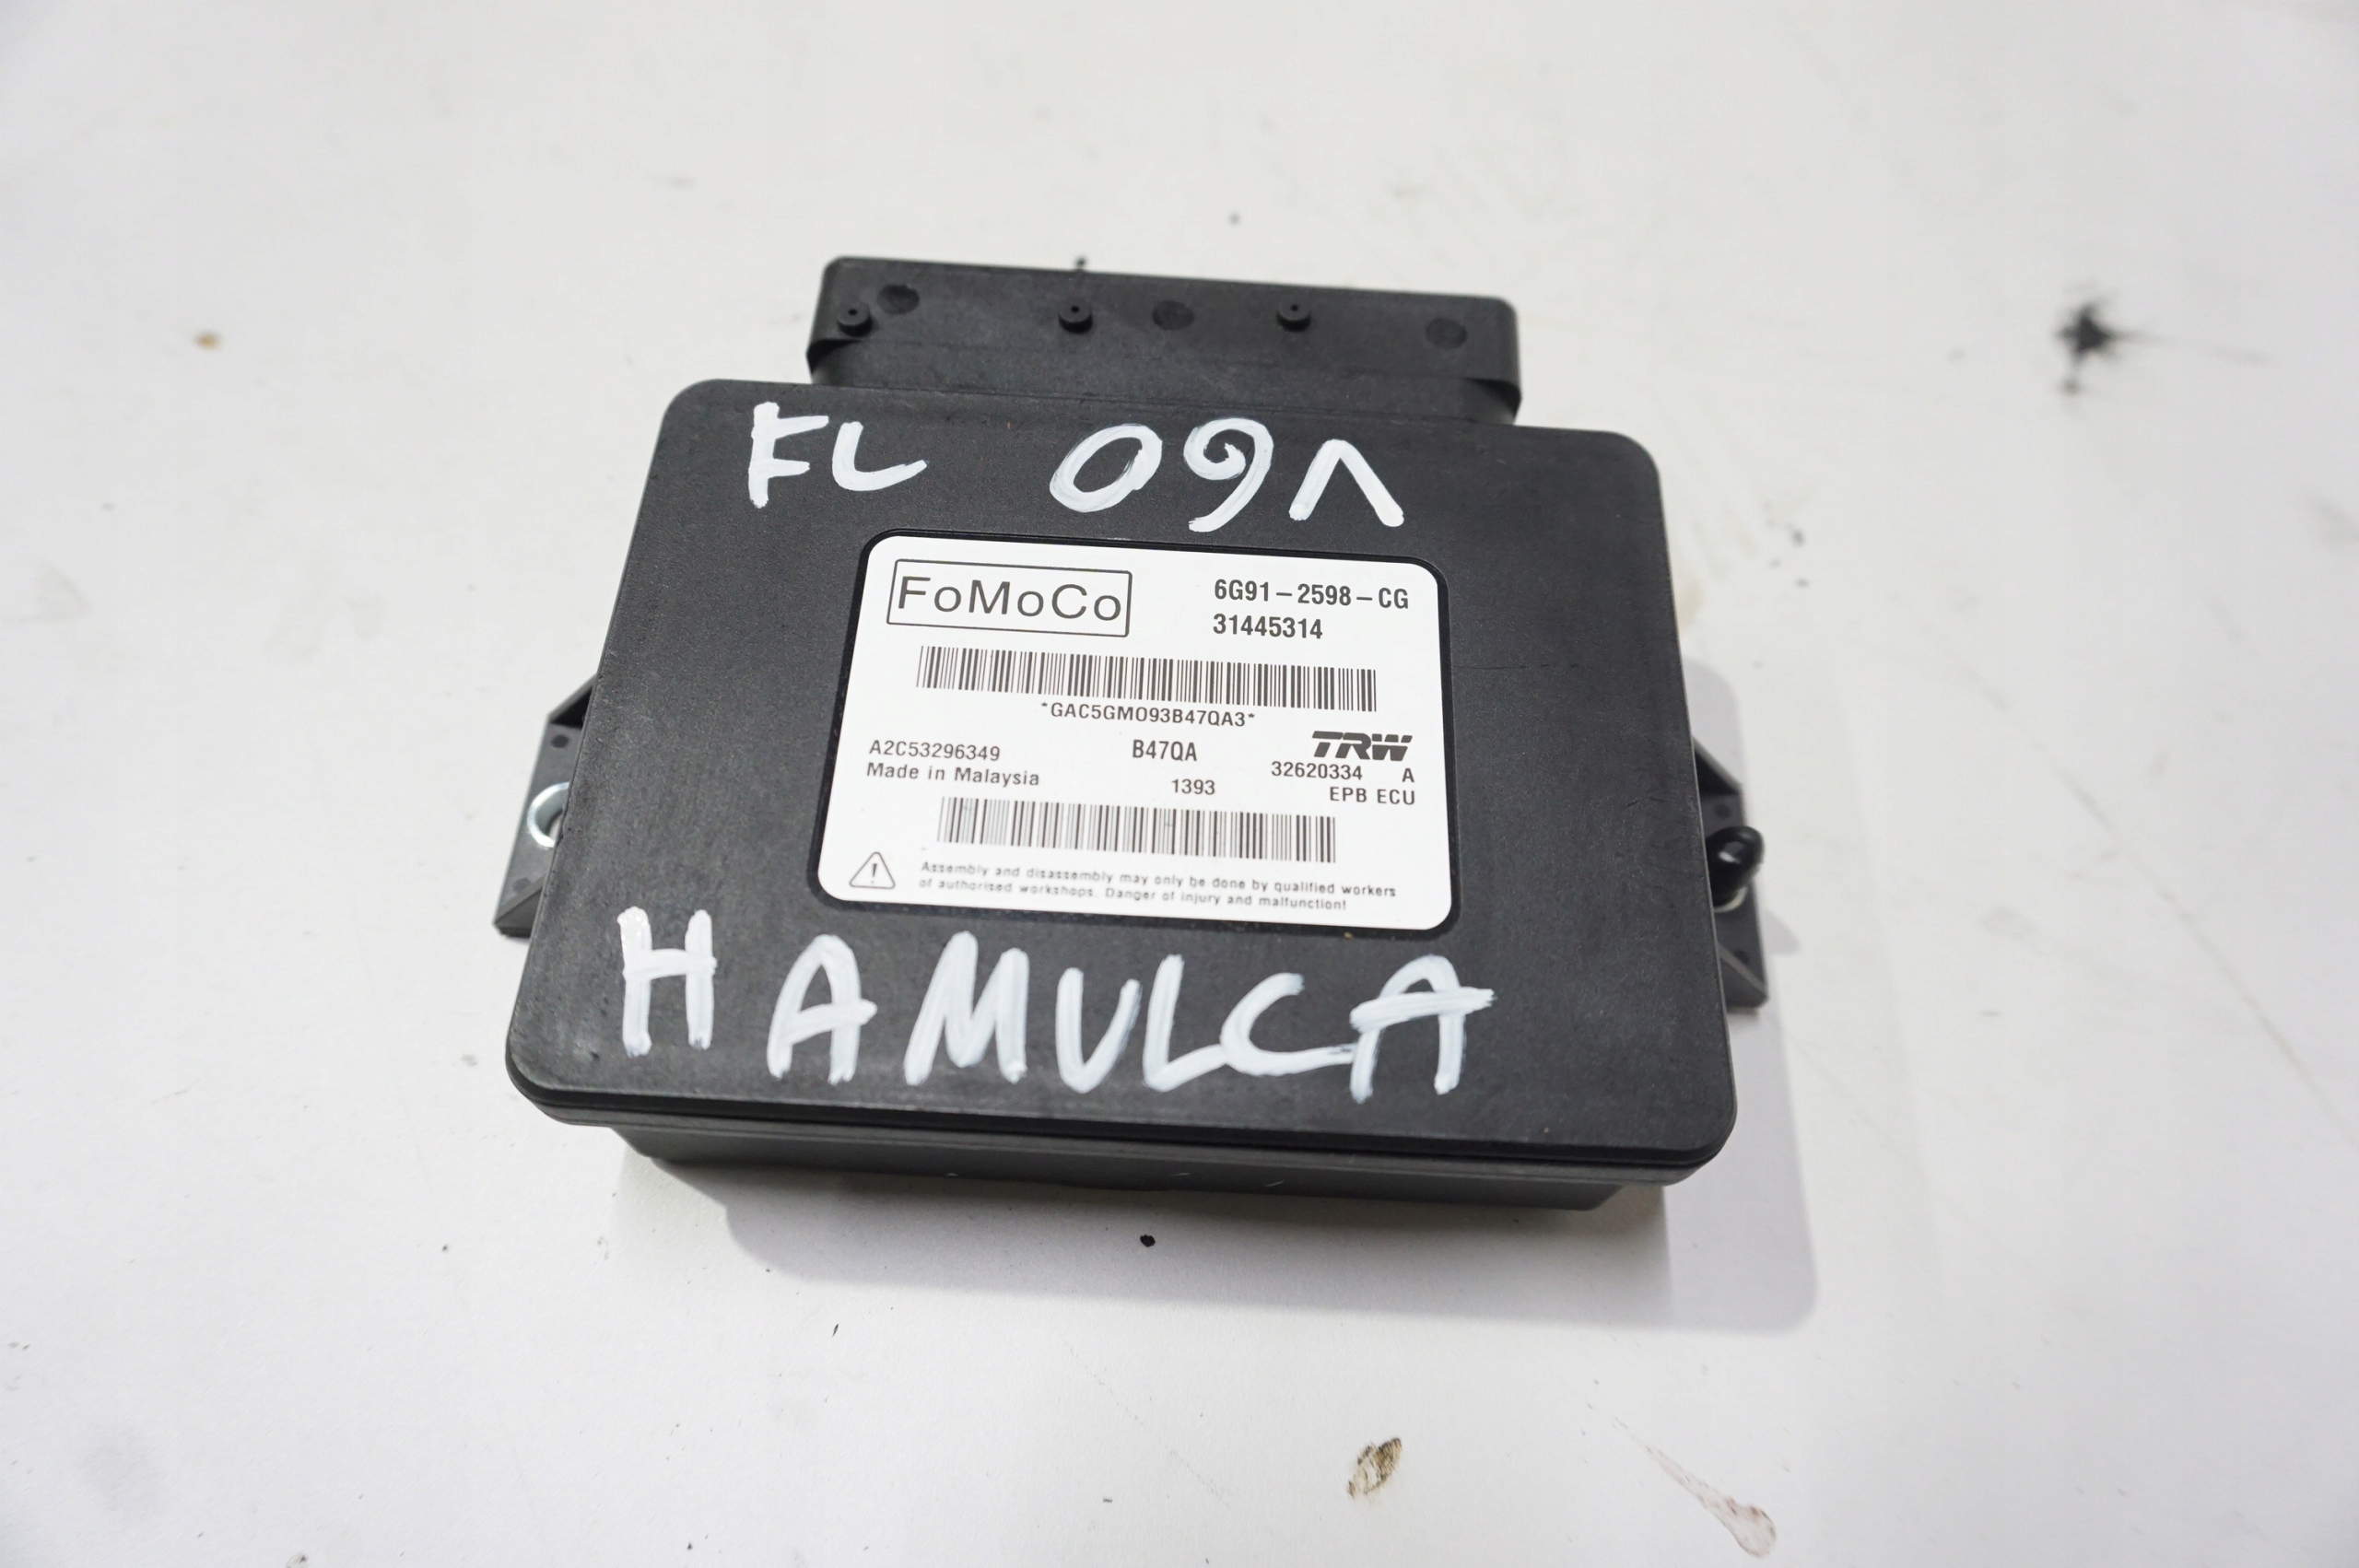 FL V60
FoMoCo
6G91-2598-CG
31445314
*GAC5GM093B47QA3*
A2C53296349 B47QA TRW
Made in Malaysia 1393 32620334 A
EPB ECU
Assembly and disassembly may only be done by qualified workers
of authorised workshops. Danger of injury and malfunction!
HAMULCA